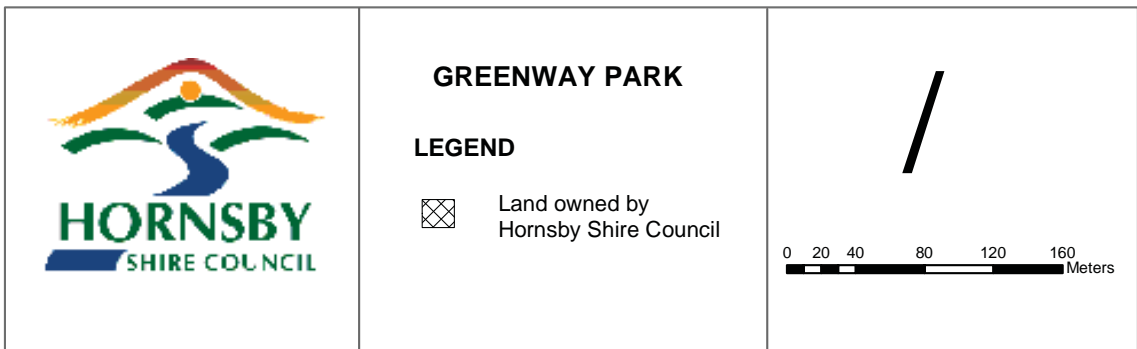 HORNSBY
SHIRE COUNCIL
GREENWAY PARK
LEGEND
Land owned by
Hornsby Shire Council
/
0 20 40 80 120 160
Meters